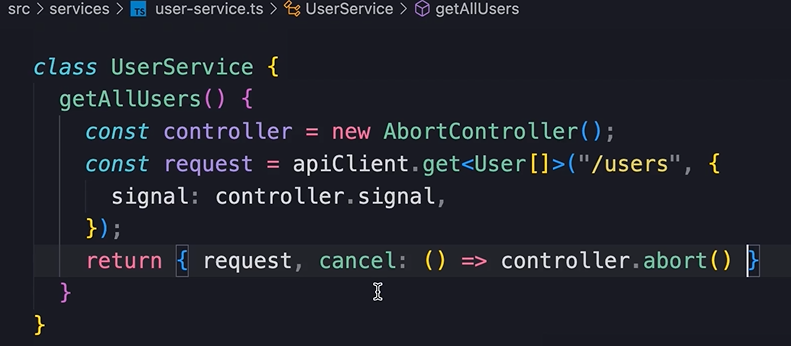 src > services > TS user-service.ts > UserService > getAllUsers
class UserService {
getAllUsers() {
const controller = new AbortController();
const request = apiClient.get<User[]>("/users", {
signal: controller.signal,
});
return { request, cancel: () => controller.abort() }
}
}